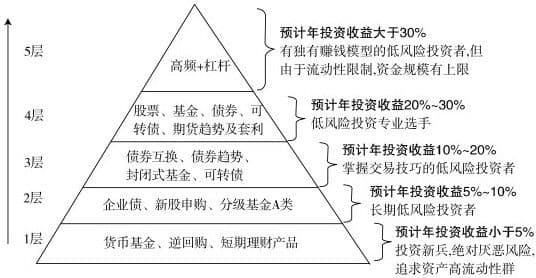 5层
高频+杠杆
预计年投资收益大于30%
有独有赚钱模型的低风险投资者,但
由于流动性限制,资金规模有上限
4层
股票、基金、债券、可
转债、期货趋势及套利
预计年投资收益20%~30%
低风险投资专业选手
3层
债券互换、债券趋势、
封闭式基金、可转债
预计年投资收益10%~20%
掌握交易技巧的低风险投资者
2层
企业债、新股申购、分级基金A类
预计年投资收益5%~10%
长期低风险投资者
1层
货币基金、逆回购、短期理财产品
预计年投资收益小于5%
投资新兵,绝对厌恶风险,
追求资产高流动性群